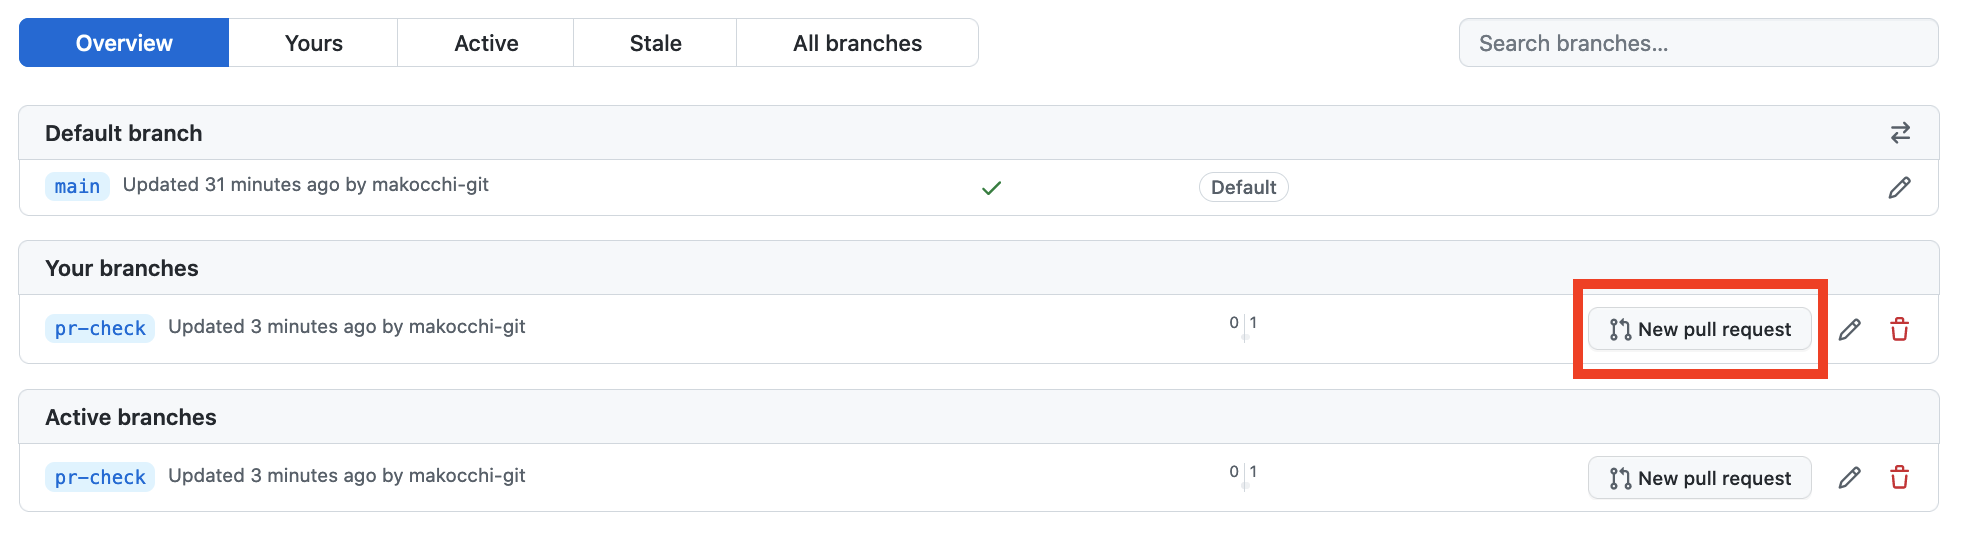 Overview Yours Active Stale All branches Search branches...
Default branch
main Updated 31 minutes ago by makocchi-git Default
Your branches
pr-check Updated 3 minutes ago by makocchi-git 0 1 New pull request
Active branches
pr-check Updated 3 minutes ago by makocchi-git 0 1 New pull request